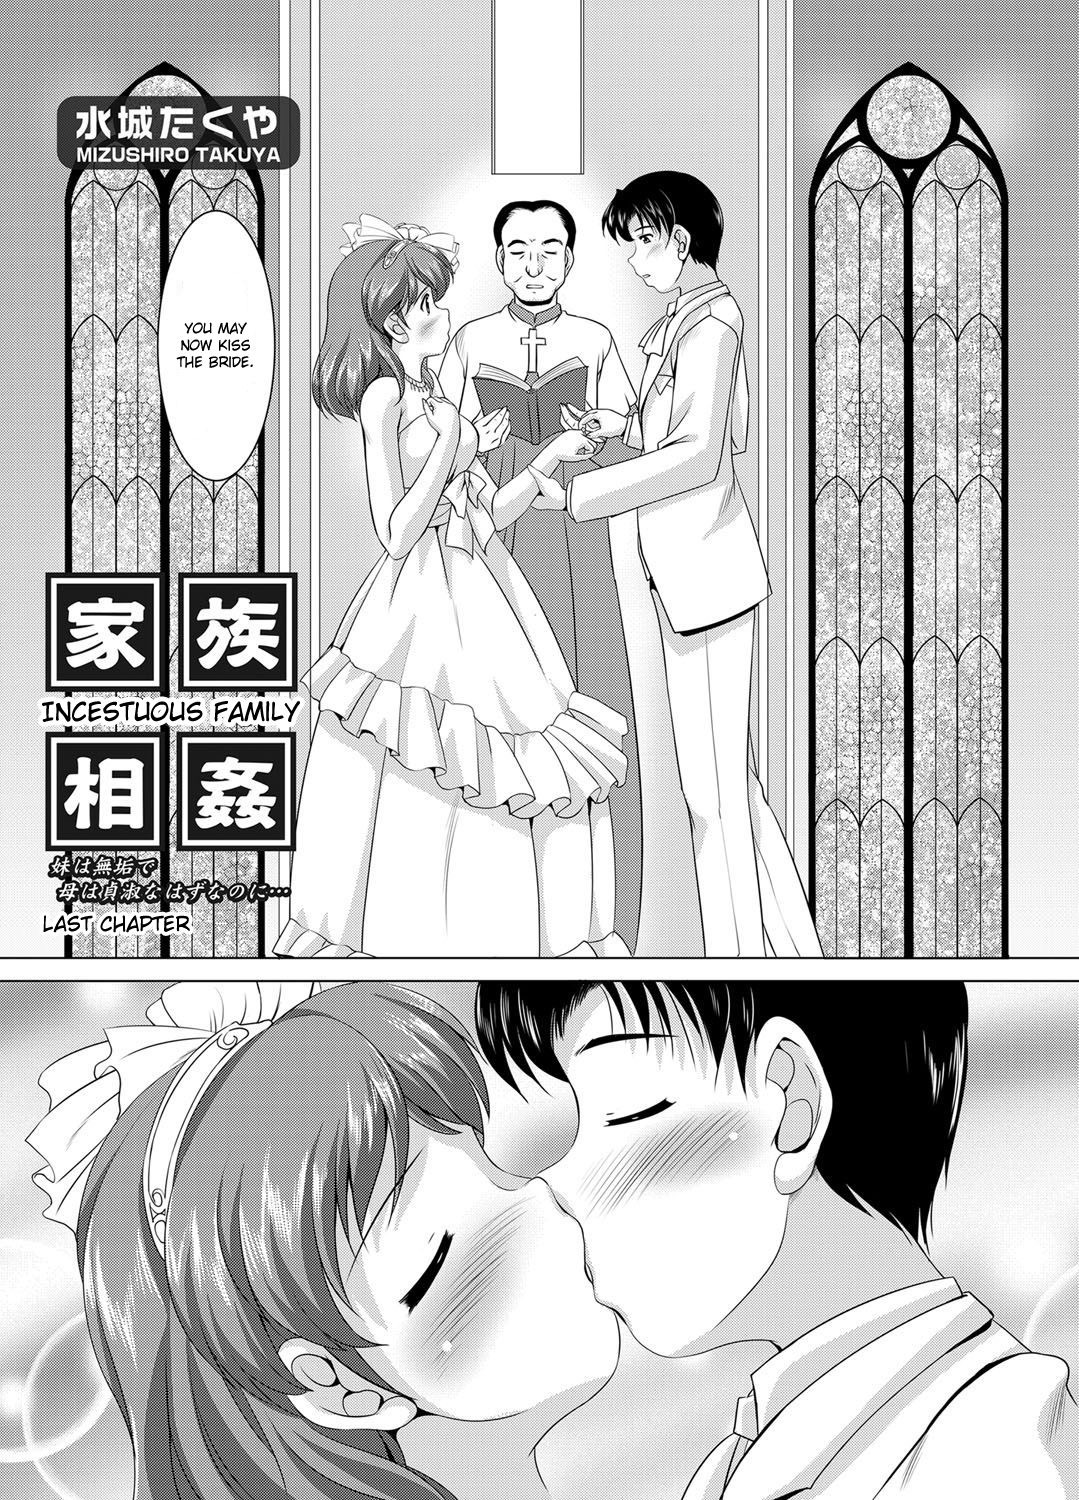 水城たくや
MIZUSHIRO TAKUYA
YOU MAY
NOW KISS
THE BRIDE.
家族
INCESTUOUS FAMILY
相姦
妹は無垢で
母は貞淑なはずなのに…
LAST CHAPTER